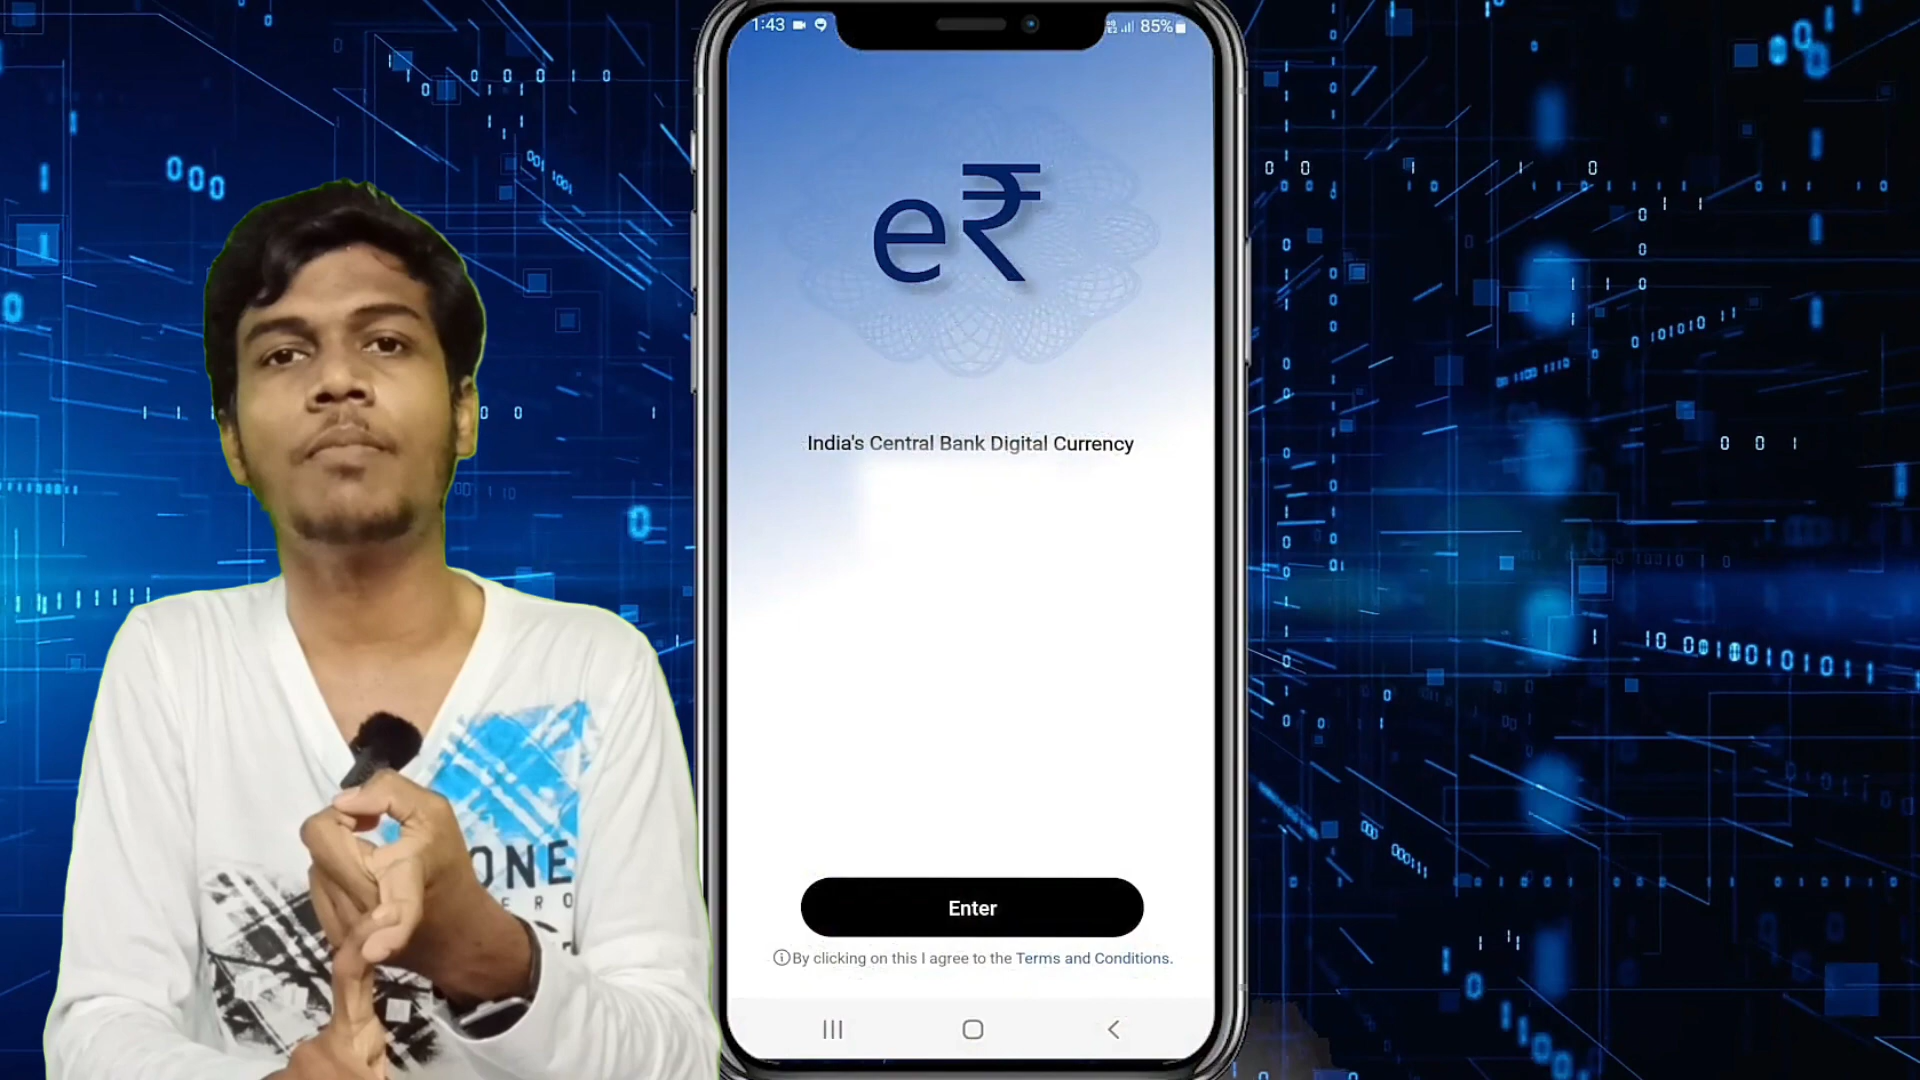 1:43
85%
e₹
India's Central Bank Digital Currency
ONE
Enter
By clicking on this I agree to the Terms and Conditions.